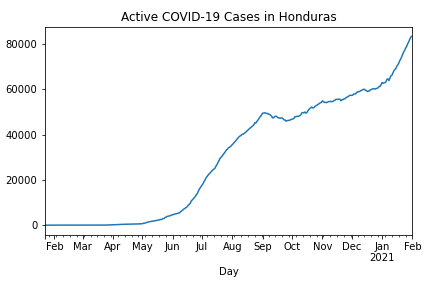 Active COVID-19 Cases in Honduras
80000
60000
40000
20000
0
Feb Mar Apr May Jun Jul Aug Sep Oct Nov Dec Jan Feb
2021
Day